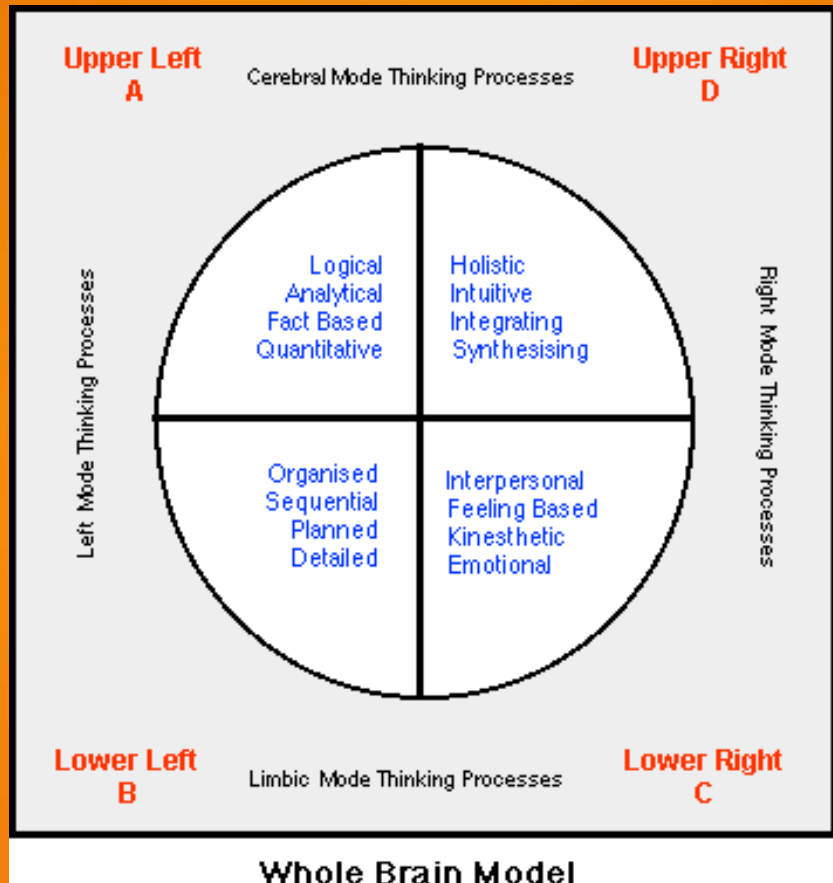 Upper Left
A
Cerebral Mode Thinking Processes
Upper Right
D
Left Mode Thinking Processes
Logical
Analytical
Fact Based
Quantitative
Holistic
Intuitive
Integrating
Synthesising
Right Mode Thinking Processes
Organised
Sequential
Planned
Detailed
Interpersonal
Feeling Based
Kinesthetic
Emotional
Lower Left
B
Limbic Mode Thinking Processes
Lower Right
C
Whole Brain Model